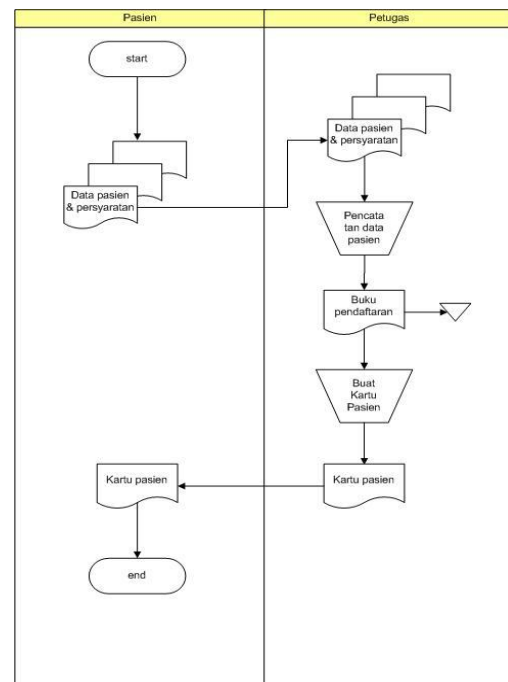 Pasien
Petugas
start
Data pasien
& persyaratan
Data pasien
& persyaratan
Pencata
tan data
pasien
Buku
pendaftaran
Buat
Kartu
Pasien
Kartu pasien
Kartu pasien
end